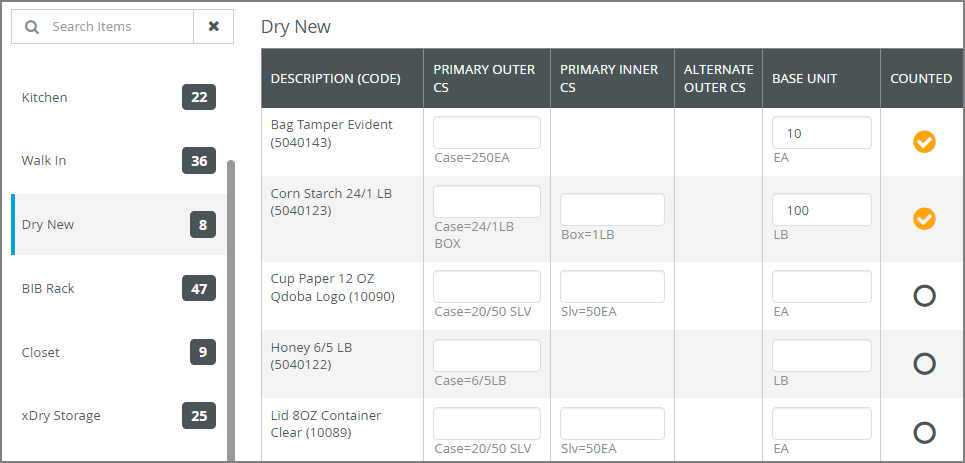 Search Items
Kitchen 22
Walk In 36
Dry New 8
BIB Rack 47
Closet 9
xDry Storage 25
Dry New
DESCRIPTION (CODE) PRIMARY OUTER CS PRIMARY INNER CS ALTERNATE OUTER CS BASE UNIT COUNTED
Bag Tamper Evident
(5040143)
10
Case=250EA EA
Corn Starch 24/1 LB
(5040123)
100
Case=24/1LB BOX Box=1LB LB
Cup Paper 12 OZ
Qdoba Logo (10090)
Case=20/50 SLV Slv=50EA EA
Honey 6/5 LB
(5040122)
Case=6/5LB LB
Lid 8OZ Container
Clear (10089)
Case=20/50 SLV Slv=50EA EA